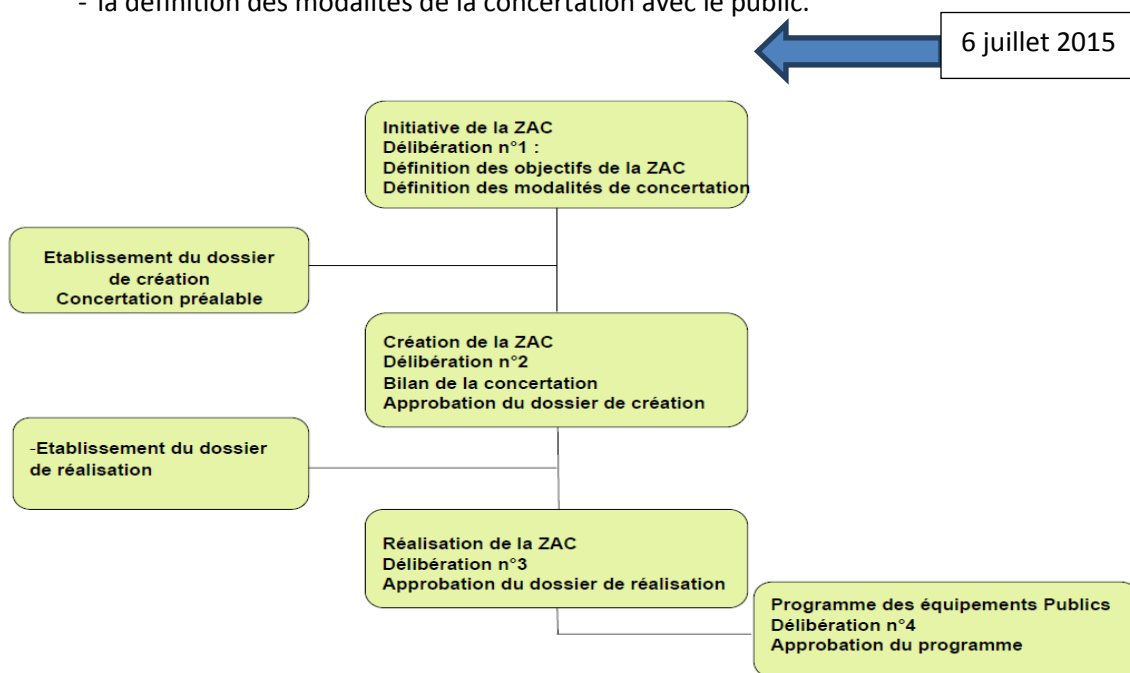 - la définition des modalités de la concertation avec le public.
6 juillet 2015
Initiative de la ZAC
Délibération n°1 :
Définition des objectifs de la ZAC
Définition des modalités de concertation
Etablissement du dossier
de création
Concertation préalable
Création de la ZAC
Délibération n°2
Bilan de la concertation
Approbation du dossier de création
-Etablissement du dossier
de réalisation
Réalisation de la ZAC
Délibération n°3
Approbation du dossier de réalisation
Programme des équipements Publics
Délibération n°4
Approbation du programme